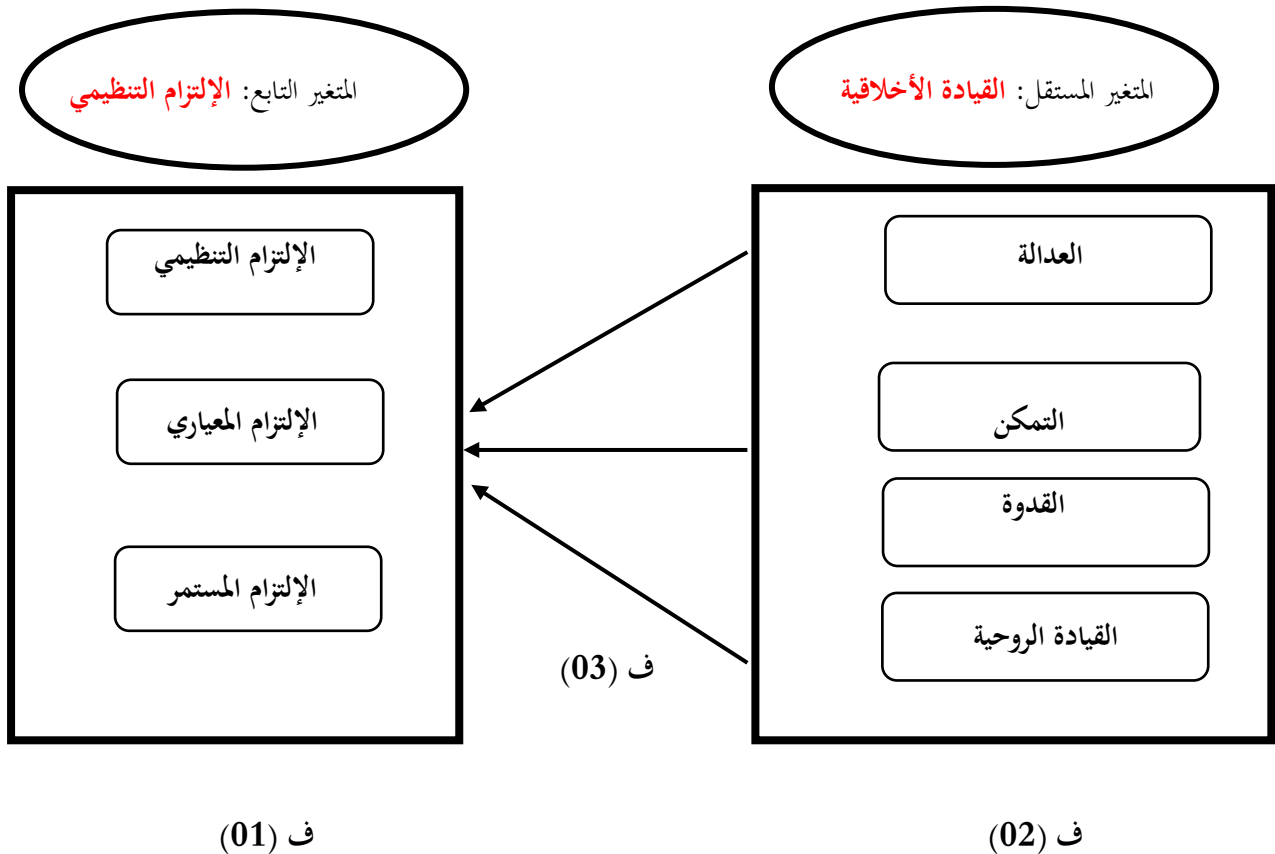 المتغير المستقل: القيادة الأخلاقية
المتغير التابع: الإلتزام التنظيمي
العدالة
التمكن
القدوة
القيادة الروحية
الإلتزام التنظيمي
الإلتزام المعياري
الإلتزام المستمر
ف (03)
ف (02)
ف (01)